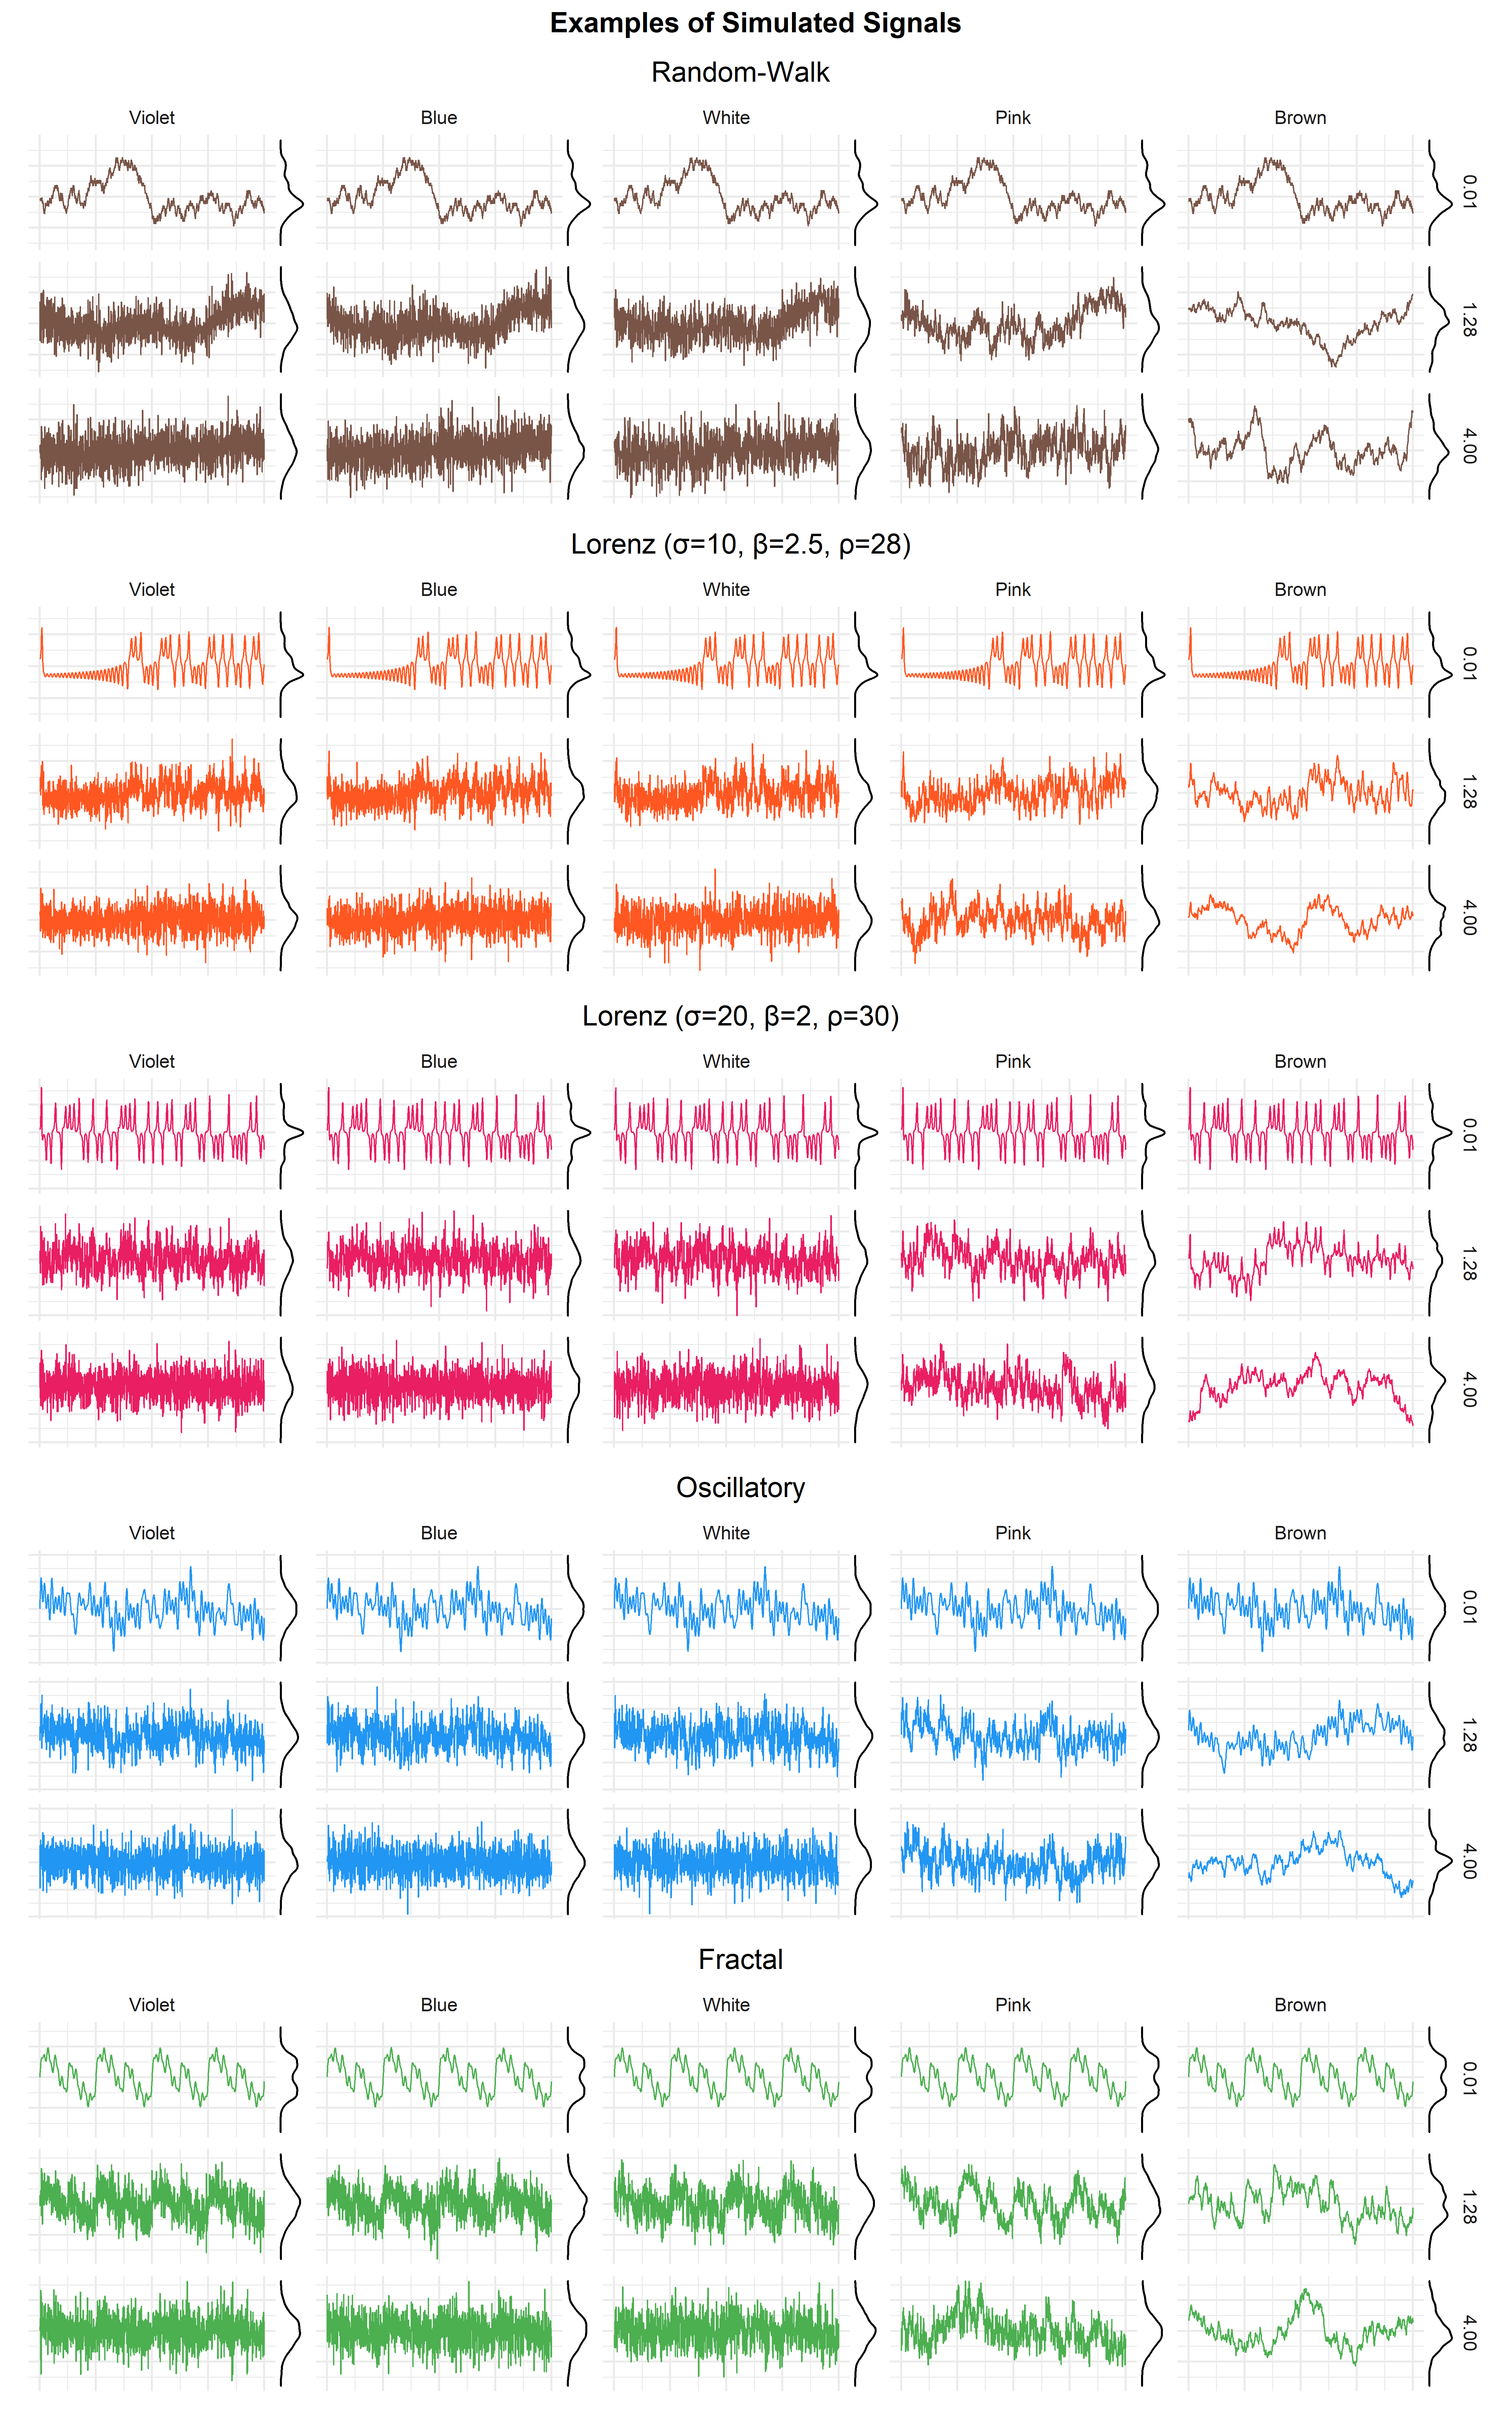 Examples of Simulated Signals
Random-Walk
Violet Blue White Pink Brown
0.01
1.28
4.00
Lorenz (σ=10, β=2.5, ρ=28)
Violet Blue White Pink Brown
0.01
1.28
4.00
Lorenz (σ=20, β=2, ρ=30)
Violet Blue White Pink Brown
0.01
1.28
4.00
Oscillatory
Violet Blue White Pink Brown
0.01
1.28
4.00
Fractal
Violet Blue White Pink Brown
0.01
1.28
4.00